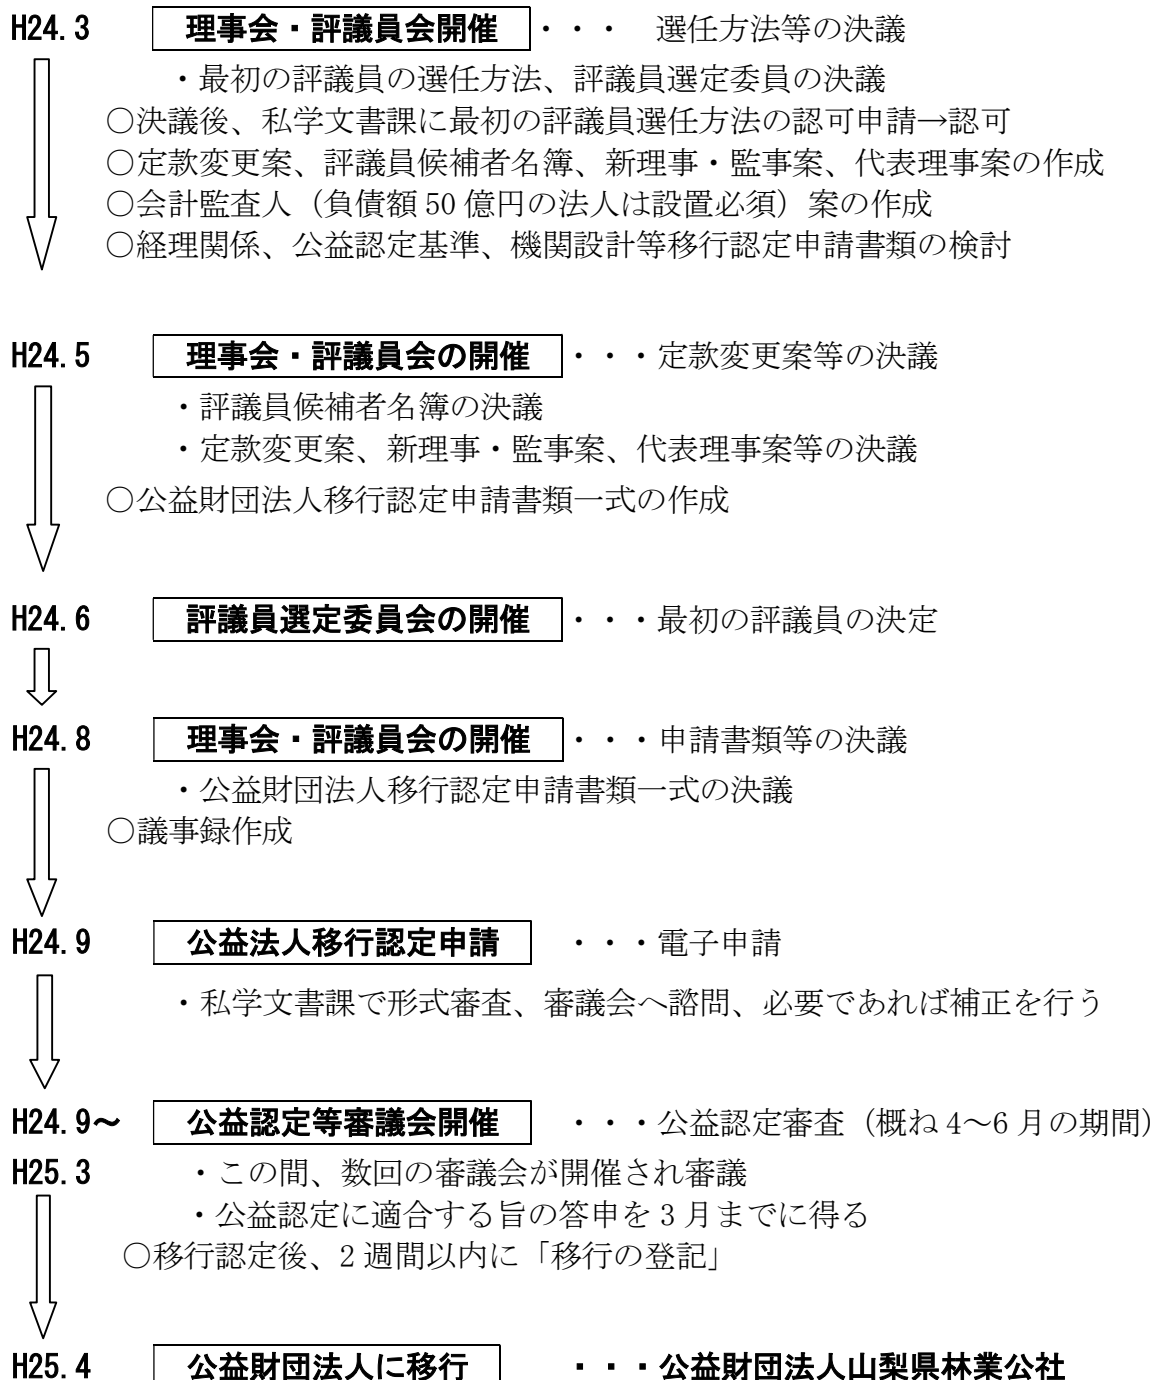 H24.3 理事会・評議員会開催 ・・・ 選任方法等の決議
・最初の評議員の選任方法、評議員選定委員の決議
○決議後、私学文書課に最初の評議員選任方法の認可申請→認可
○定款変更案、評議員候補者名簿、新理事・監事案、代表理事案の作成
○会計監査人（負債額 50 億円の法人は設置必須）案の作成
○経理関係、公益認定基準、機関設計等移行認定申請書類の検討
H24.5 理事会・評議員会の開催 ・・・定款変更案等の決議
・評議員候補者名簿の決議
・定款変更案、新理事・監事案、代表理事案等の決議
○公益財団法人移行認定申請書類一式の作成
H24.6 評議員選定委員会の開催 ・・・最初の評議員の決定
H24.8 理事会・評議員会の開催 ・・・申請書類等の決議
・公益財団法人移行認定申請書類一式の決議
○議事録作成
H24.9 公益法人移行認定申請 ・・・電子申請
・私学文書課で形式審査、審議会へ諮問、必要であれば補正を行う
H24.9～ 公益認定等審議会開催 ・・・公益認定審査（概ね 4～6 月の期間）
H25.3 ・この間、数回の審議会が開催され審議
・公益認定に適合する旨の答申を 3 月までに得る
○移行認定後、2 週間以内に「移行の登記」
H25.4 公益財団法人に移行 ・・・公益財団法人山梨県林業公社